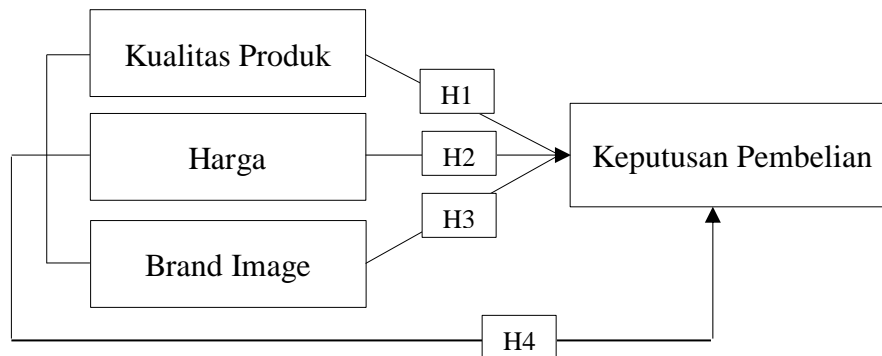 Kualitas Produk
H1
Harga
H2
Keputusan Pembelian
H3
Brand Image
H4